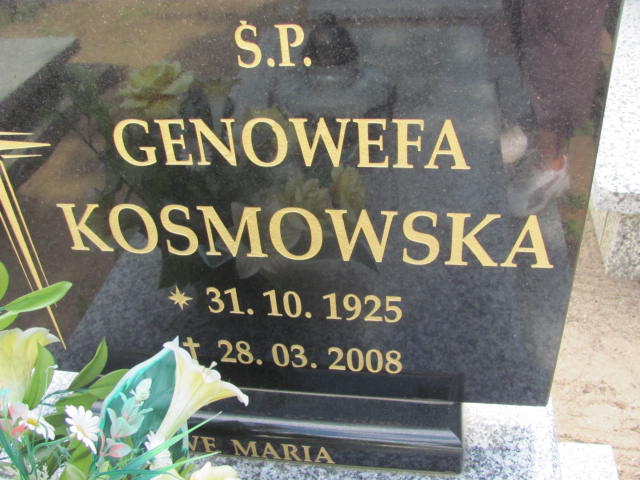 Ś.P.
GENOWEFA
KOSMOWSKA
* 31. 10. 1925
✝ 28. 03. 2008
MARIA